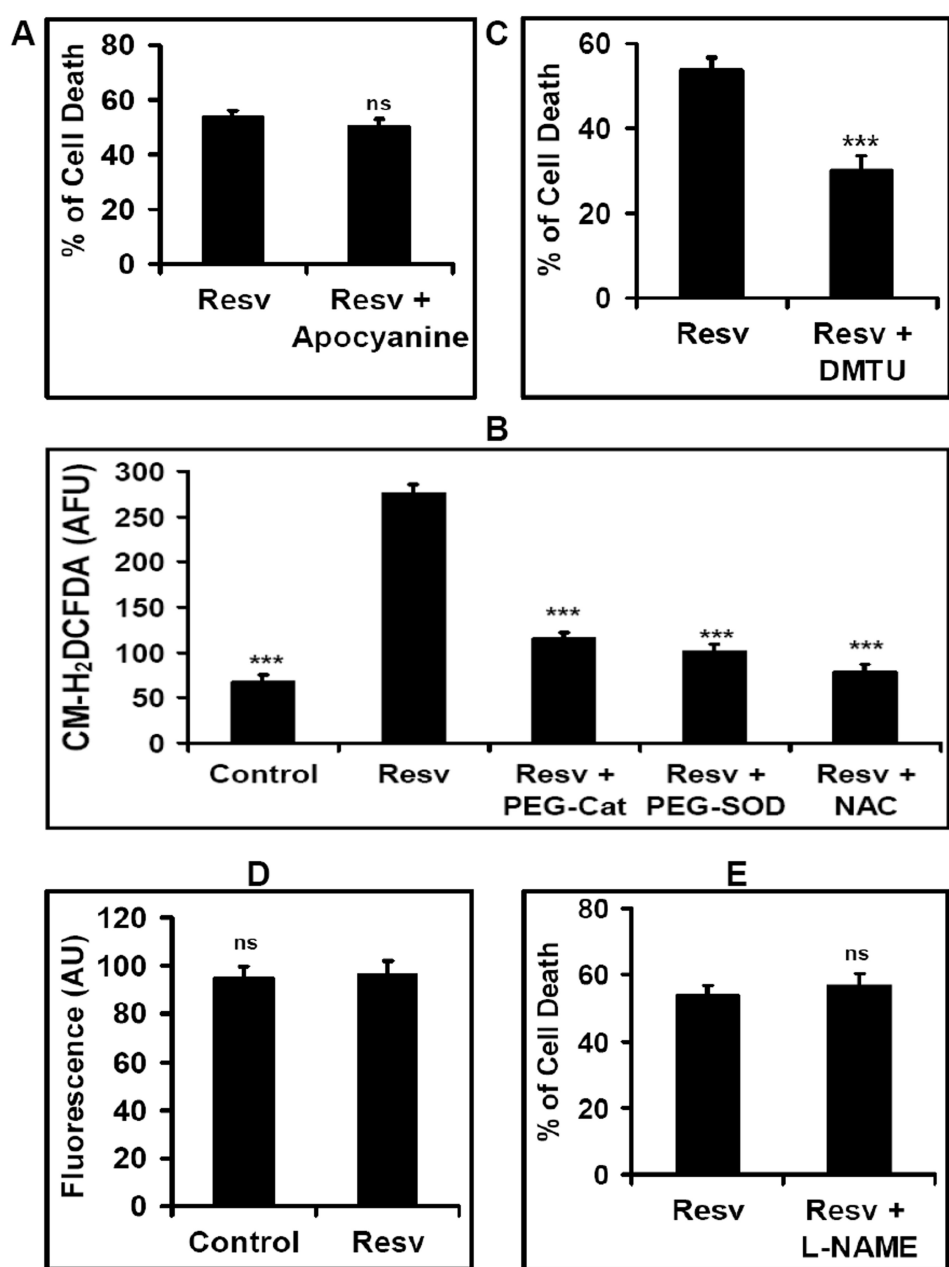 A
% of Cell Death
80
60
40
20
0
ns
Resv
Resv +
Apocyanine
C
% of Cell Death
60
40
20
0
***
Resv
Resv +
DMTU
B
CM-H₂DCFDA (AFU)
300
250
200
150
100
50
0
***
***
***
***
Control
Resv
Resv +
PEG-Cat
Resv +
PEG-SOD
Resv +
NAC
D
Fluorescence (AU)
120
100
80
60
40
20
0
ns
Control
Resv
E
% of Cell Death
80
60
40
20
0
ns
Resv
Resv +
L-NAME